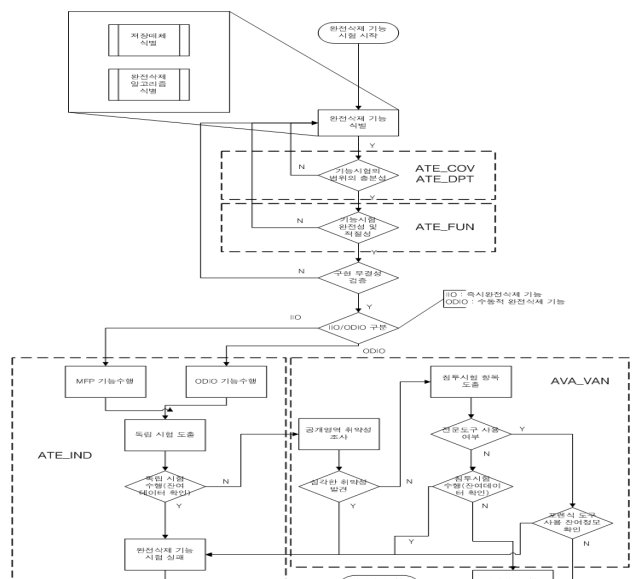 저장매체
식별
완전삭제
알고리즘
식별
완전삭제 기능
시험 시작
완전삭제 기능
식별
Y
N
기능시험의
범위의 충분성
ATE_COV
ATE_DPT
Y
N
기능시험
완전성 및
적절성
ATE_FUN
Y
N
구현 무결성
검증
Y
IIO : 즉시완전삭제 기능
ODIO : 수동적 완전삭제 기능
IIO
IIO/ODIO 구분
ODIO
MFP 기능수행
ODIO 기능수행
침투시험 항목
도출
AVA_VAN
독립 시험 도출
공개영역 취약성
조사
전문도구 사용
여부
Y
ATE_IND
N
독립 시험
수행(잔여
데이터 확인)
N
심각한 취약성
발견
N
침투시험
수행(잔여데이
터 확인)
Y
Y
Y
N
포렌식 도구
사용 잔여정보
확인
N
완전삭제 기능
시험 실패